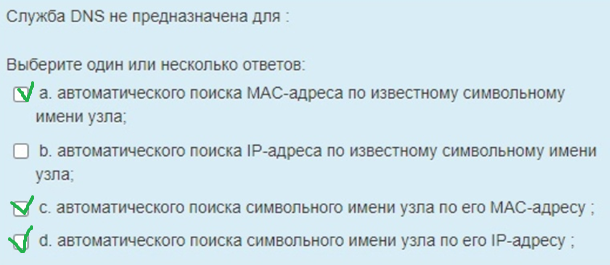 Служба DNS не предназначена для :
Выберите один или несколько ответов:
a. автоматического поиска MAC-адреса по известному символьному
имени узла;
b. автоматического поиска IP-адреса по известному символьному имени
узла;
c. автоматического поиска символьного имени узла по его MAC-адресу ;
d. автоматического поиска символьного имени узла по его IP-адресу ;